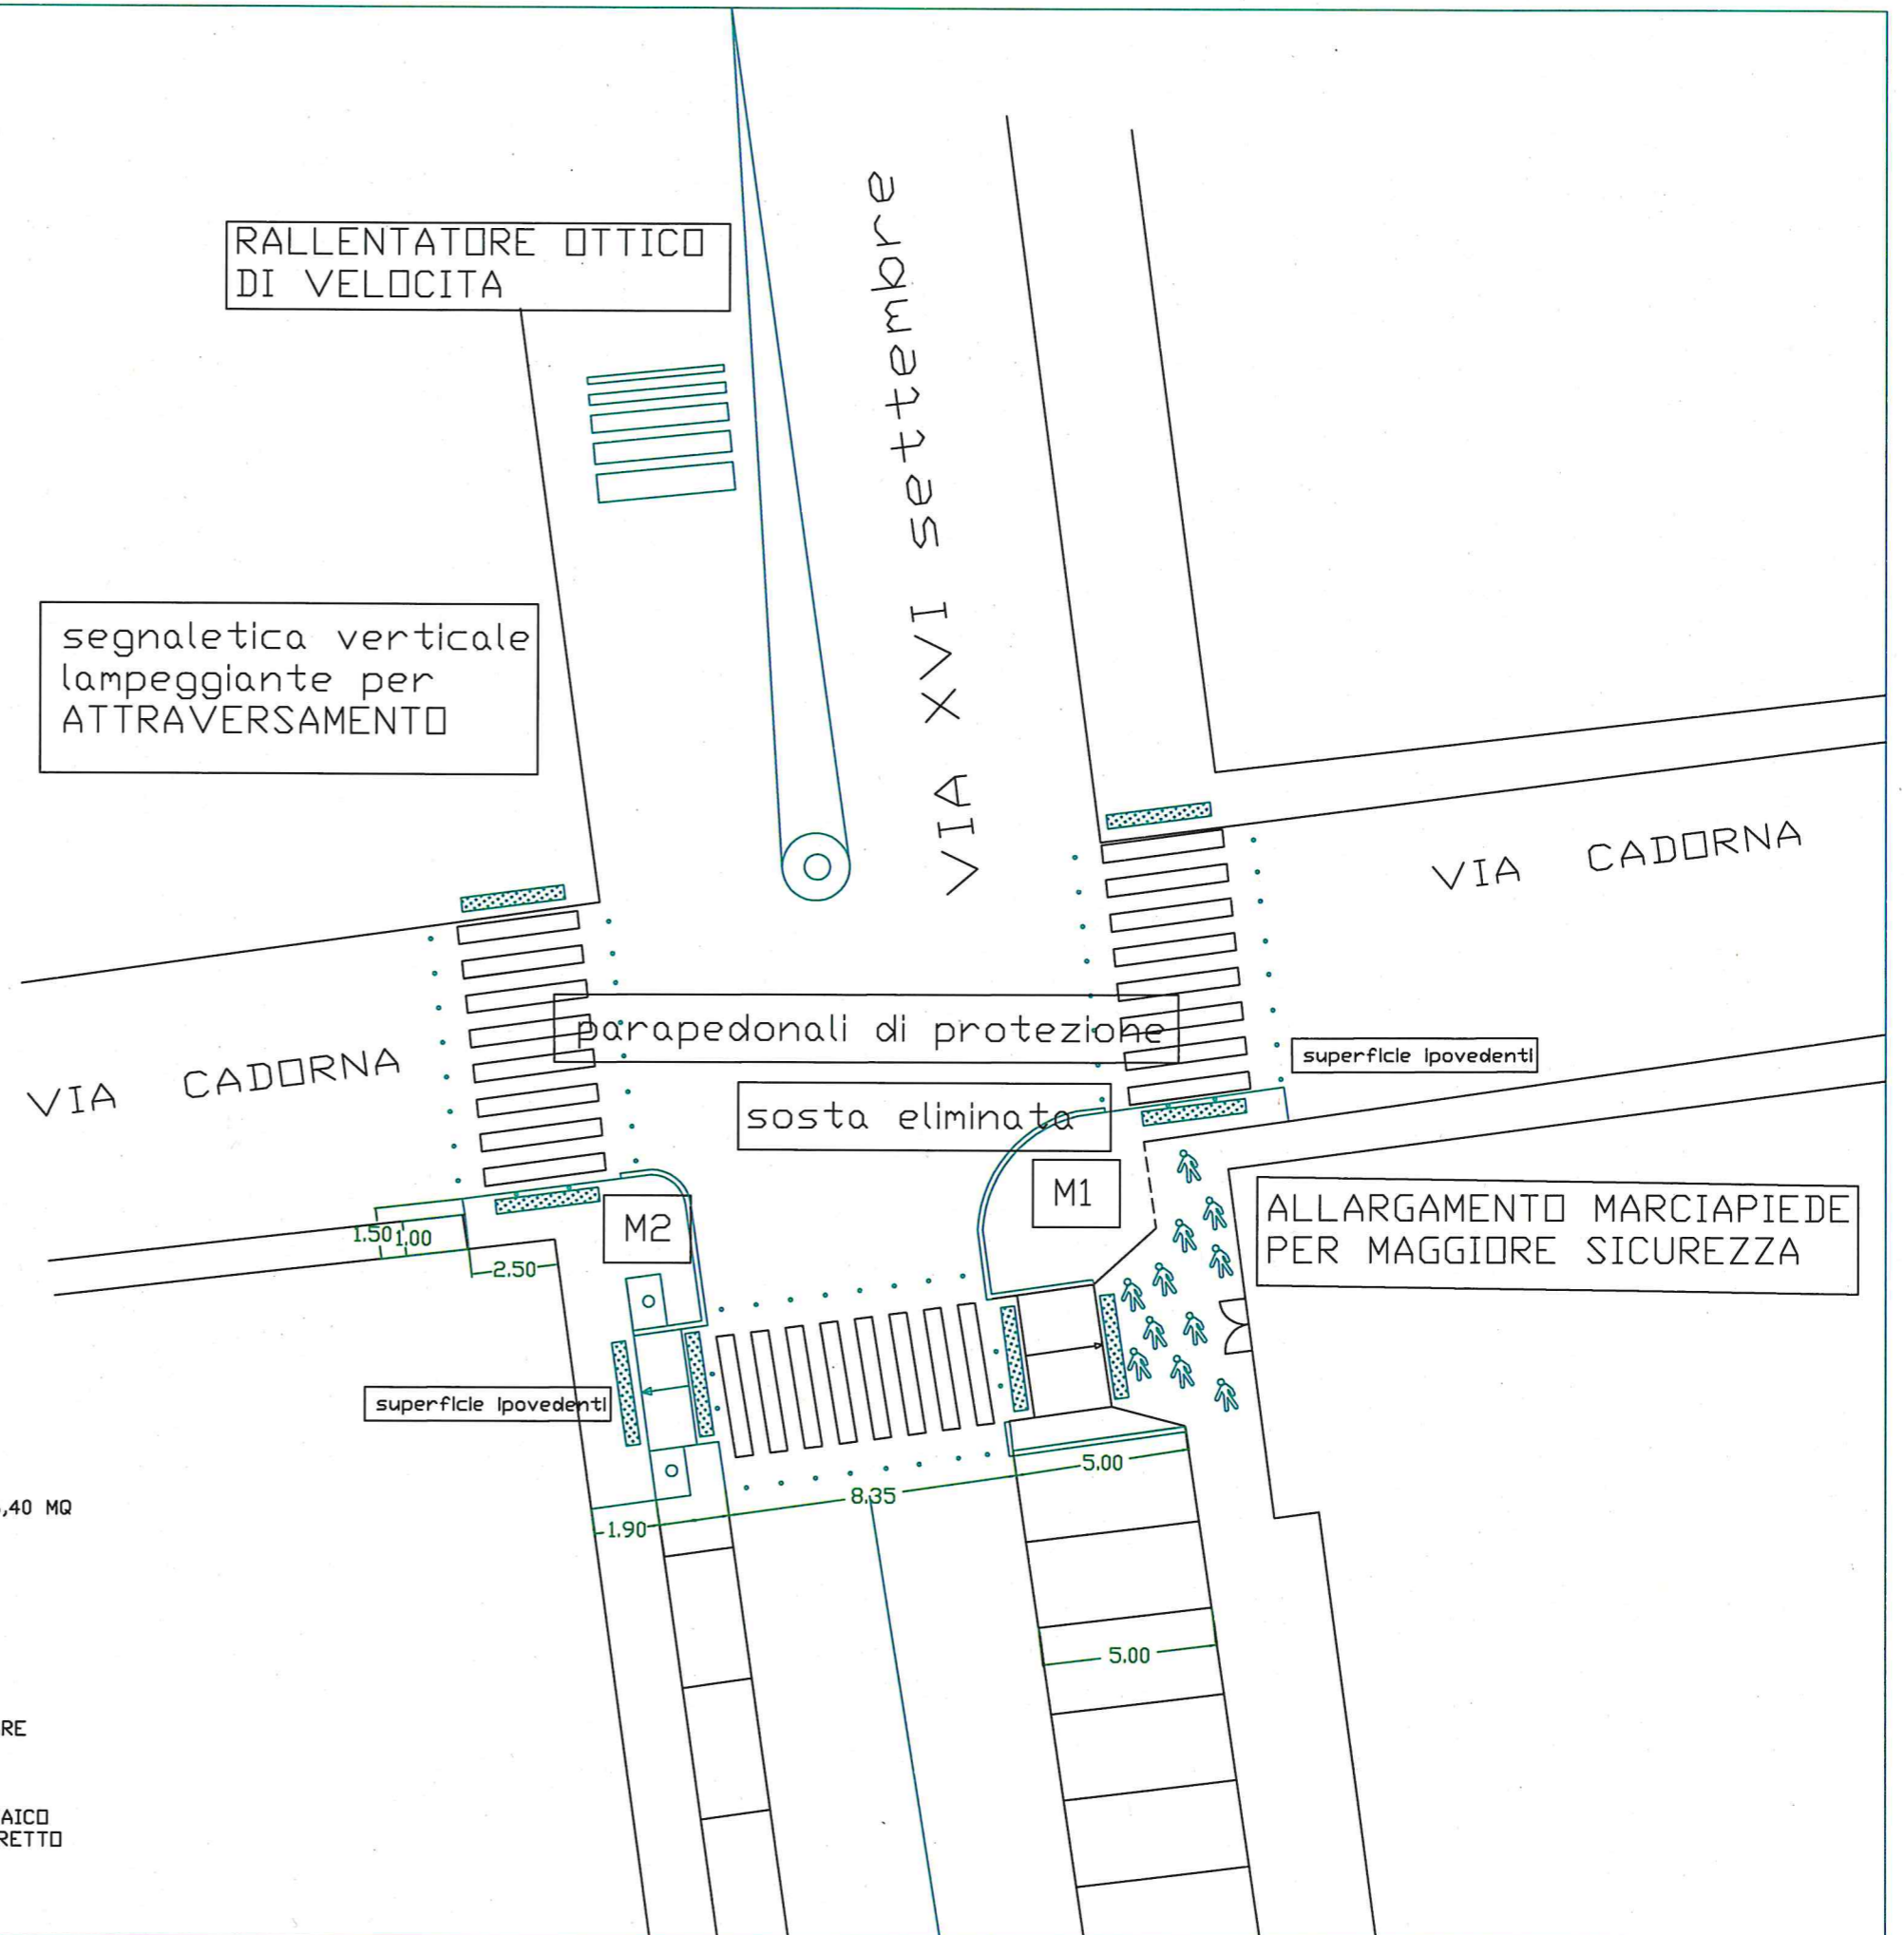 RALLENTATORE OTTICO
DI VELOCITA
VIA XVI settembre
segnaletica verticale
lampeggiante per
ATTRAVERSAMENTO
VIA CADORNA
VIA CADORNA
parapedonali di protezione
superficie ipovedenti
sosta eliminata
M1
M2
ALLARGAMENTO MARCIAPIEDE
PER MAGGIORE SICUREZZA
1.50
1.00
2.50
superficie ipovedenti
5.00
8.35
1.90
,40 MQ
5.00
RE
AICO
RETTO